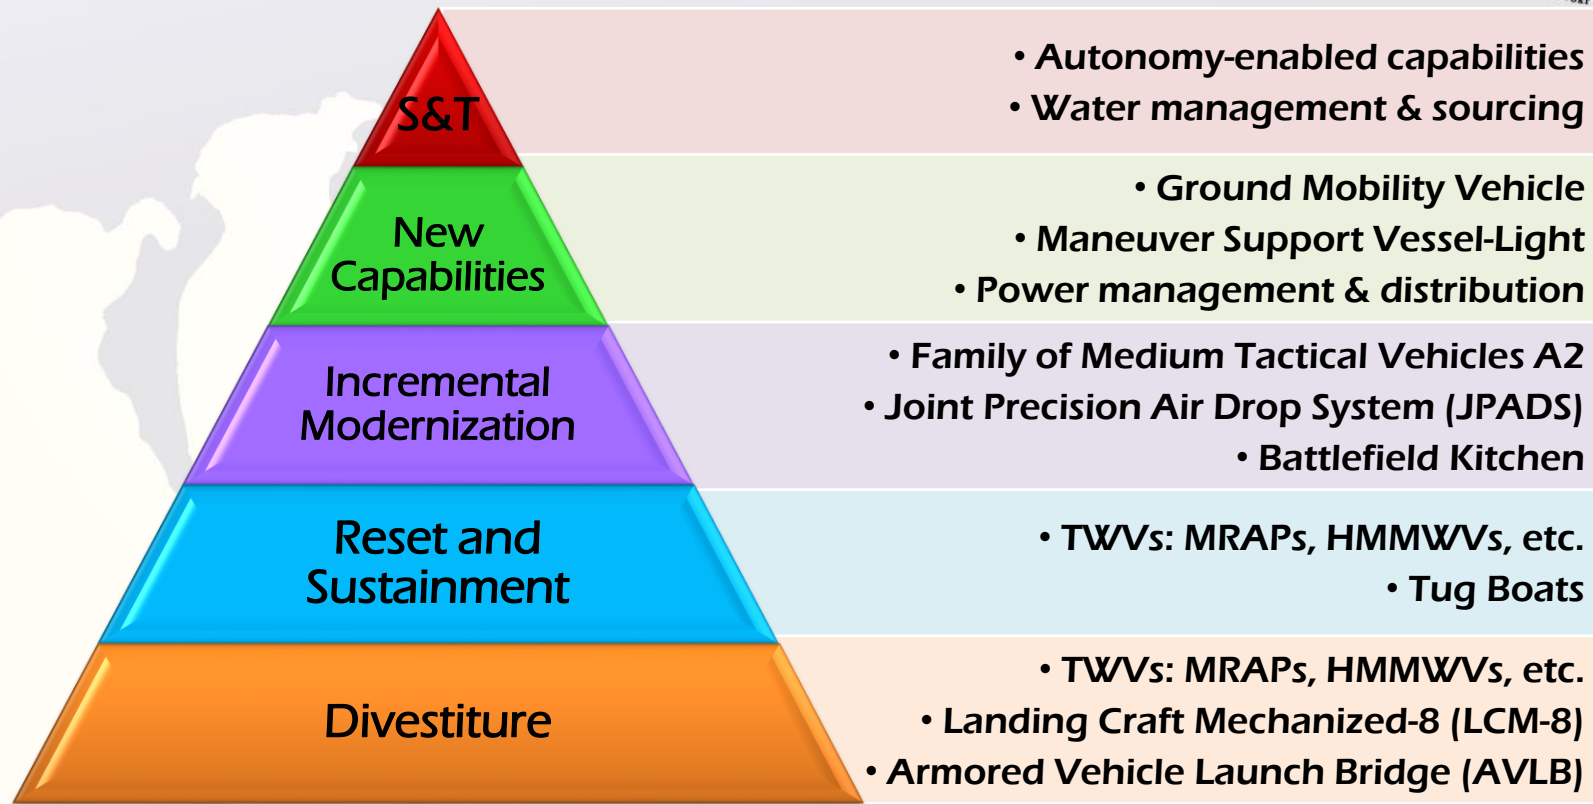 S&T
• Autonomy-enabled capabilities
• Water management & sourcing
New
Capabilities
• Ground Mobility Vehicle
• Maneuver Support Vessel-Light
• Power management & distribution
Incremental
Modernization
• Family of Medium Tactical Vehicles A2
• Joint Precision Air Drop System (JPADS)
• Battlefield Kitchen
Reset and
Sustainment
• TWVs: MRAPs, HMMWVs, etc.
• Tug Boats
Divestiture
• TWVs: MRAPs, HMMWVs, etc.
• Landing Craft Mechanized-8 (LCM-8)
• Armored Vehicle Launch Bridge (AVLB)